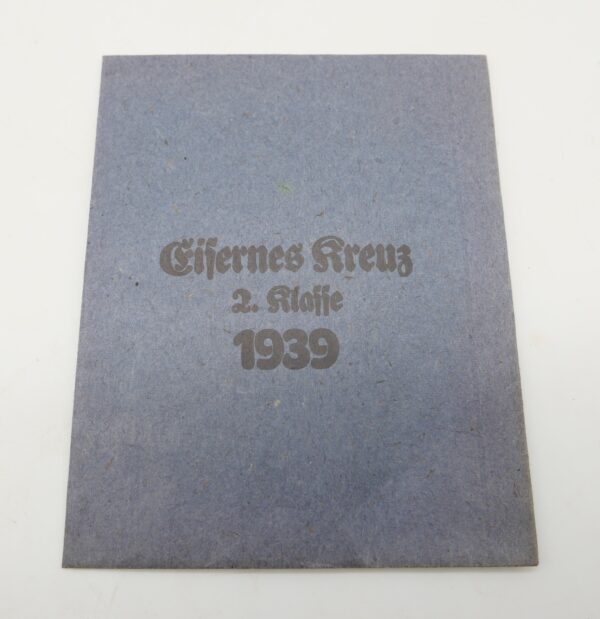 Eisernes Kreuz
2. Klasse
1939